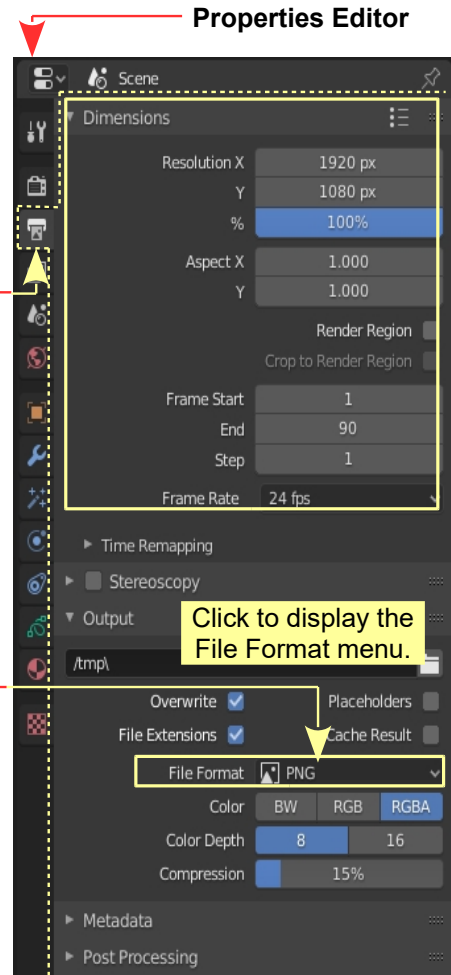 Properties Editor
Scene
Dimensions
Resolution X 1920 px
Y 1080 px
% 100%
Aspect X 1.000
Y 1.000
Render Region
Crop to Render Region
Frame Start 1
End 90
Step 1
Frame Rate 24 fps
Time Remapping
Stereoscopy
Output
Click to display the
File Format menu.
/tmp\
Overwrite Placeholders
File Extensions Cache Result
File Format PNG
Color BW RGB RGBA
Color Depth 8 16
Compression 15%
Metadata
Post Processing